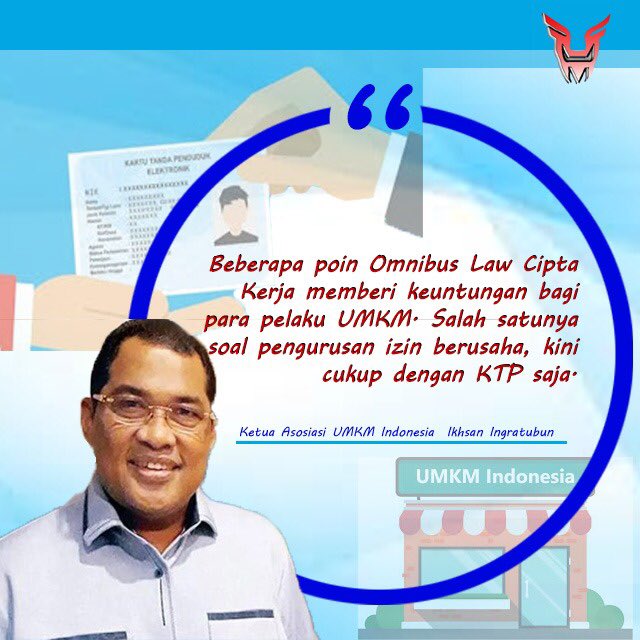 KARTU TANDA PENDUDUK
ELEKTRONIK
NIK
“
Beberapa poin Omnibus Law Cipta
Kerja memberi keuntungan bagi
para pelaku UMKM. Salah satunya
soal pengurusan izin berusaha, kini
cukup dengan KTP saja.
Ketua Asosiasi UMKM Indonesia Ikhsan Ingratubun
UMKM Indonesia